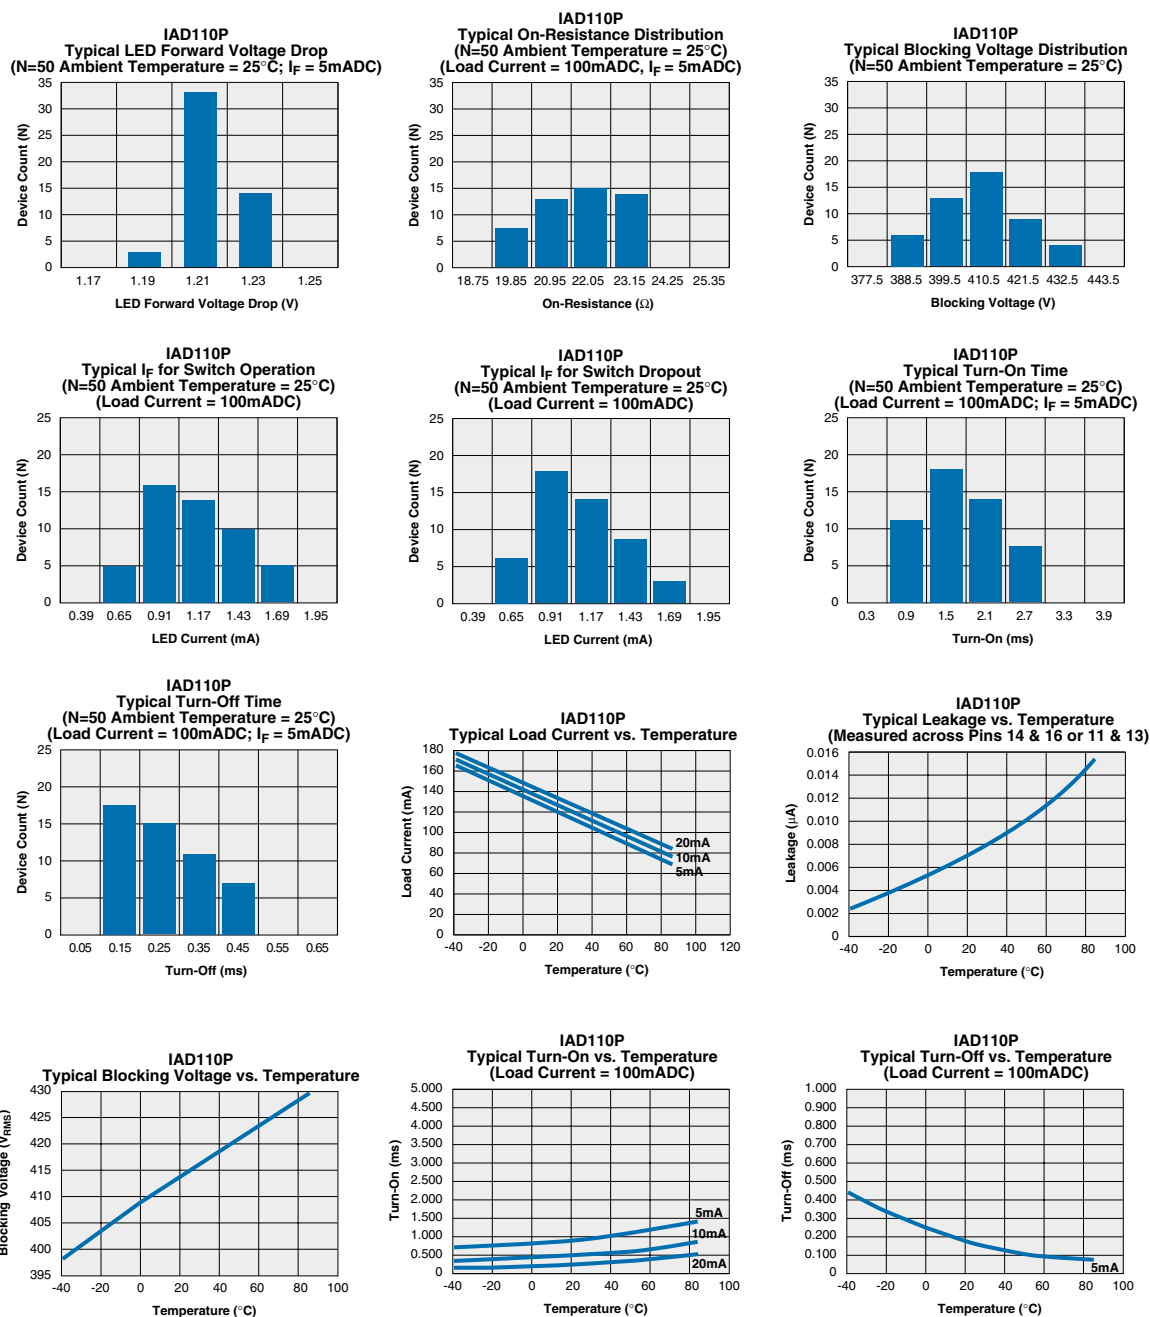 IAD110P
Typical LED Forward Voltage Drop
(N=50 Ambient Temperature = 25°C; IF = 5mADC)
35
30
25
20
15
10
5
0
Device Count (N)
1.17 1.19 1.21 1.23 1.25
LED Forward Voltage Drop (V)
IAD110P
Typical On-Resistance Distribution
(N=50 Ambient Temperature = 25°C)
(Load Current = 100mADC, IF = 5mADC)
35
30
25
20
15
10
5
0
Device Count (N)
18.75 19.85 20.95 22.05 23.15 24.25 25.35
On-Resistance (Ω)
IAD110P
Typical Blocking Voltage Distribution
(N=50 Ambient Temperature = 25°C)
35
30
25
20
15
10
5
0
Device Count (N)
377.5 388.5 399.5 410.5 421.5 432.5 443.5
Blocking Voltage (V)
IAD110P
Typical IF for Switch Operation
(N=50 Ambient Temperature = 25°C)
(Load Current = 100mADC)
25
20
15
10
5
0
Device Count (N)
0.39 0.65 0.91 1.17 1.43 1.69 1.95
LED Current (mA)
IAD110P
Typical IF for Switch Dropout
(N=50 Ambient Temperature = 25°C)
(Load Current = 100mADC)
25
20
15
10
5
0
Device Count (N)
0.39 0.65 0.91 1.17 1.43 1.69 1.95
LED Current (mA)
IAD110P
Typical Turn-On Time
(N=50 Ambient Temperature = 25°C)
(Load Current = 100mADC; IF = 5mADC)
25
20
15
10
5
0
Device Count (N)
0.3 0.9 1.5 2.1 2.7 3.3 3.9
Turn-On (ms)
IAD110P
Typical Turn-Off Time
(N=50 Ambient Temperature = 25°C)
(Load Current = 100mADC; IF = 5mADC)
25
20
15
10
5
0
Device Count (N)
0.05 0.15 0.25 0.35 0.45 0.55 0.65
Turn-Off (ms)
IAD110P
Typical Load Current vs. Temperature
180
160
140
120
100
80
60
40
20
0
Load Current (mA)
20mA
10mA
5mA
-40 -20 0 20 40 60 80 100 120
Temperature (°C)
IAD110P
Typical Leakage vs. Temperature
(Measured across Pins 14 & 16 or 11 & 13)
0.016
0.014
0.012
0.010
0.008
0.006
0.004
0.002
0
Leakage (µA)
-40 -20 0 20 40 60 80 100
Temperature (°C)
IAD110P
Typical Blocking Voltage vs. Temperature
430
425
420
415
410
405
400
395
Blocking Voltage (VRMS)
-40 -20 0 20 40 60 80 100
Temperature (°C)
IAD110P
Typical Turn-On vs. Temperature
(Load Current = 100mADC)
5.000
4.500
4.000
3.500
3.000
2.500
2.000
1.500
1.000
0.500
0
Turn-On (ms)
5mA
10mA
20mA
-40 -20 0 20 40 60 80 100
Temperature (°C)
IAD110P
Typical Turn-Off vs. Temperature
(Load Current = 100mADC)
1.000
0.900
0.800
0.700
0.600
0.500
0.400
0.300
0.200
0.100
0
Turn-Off (ms)
5mA
-40 -20 0 20 40 60 80 100
Temperature (°C)